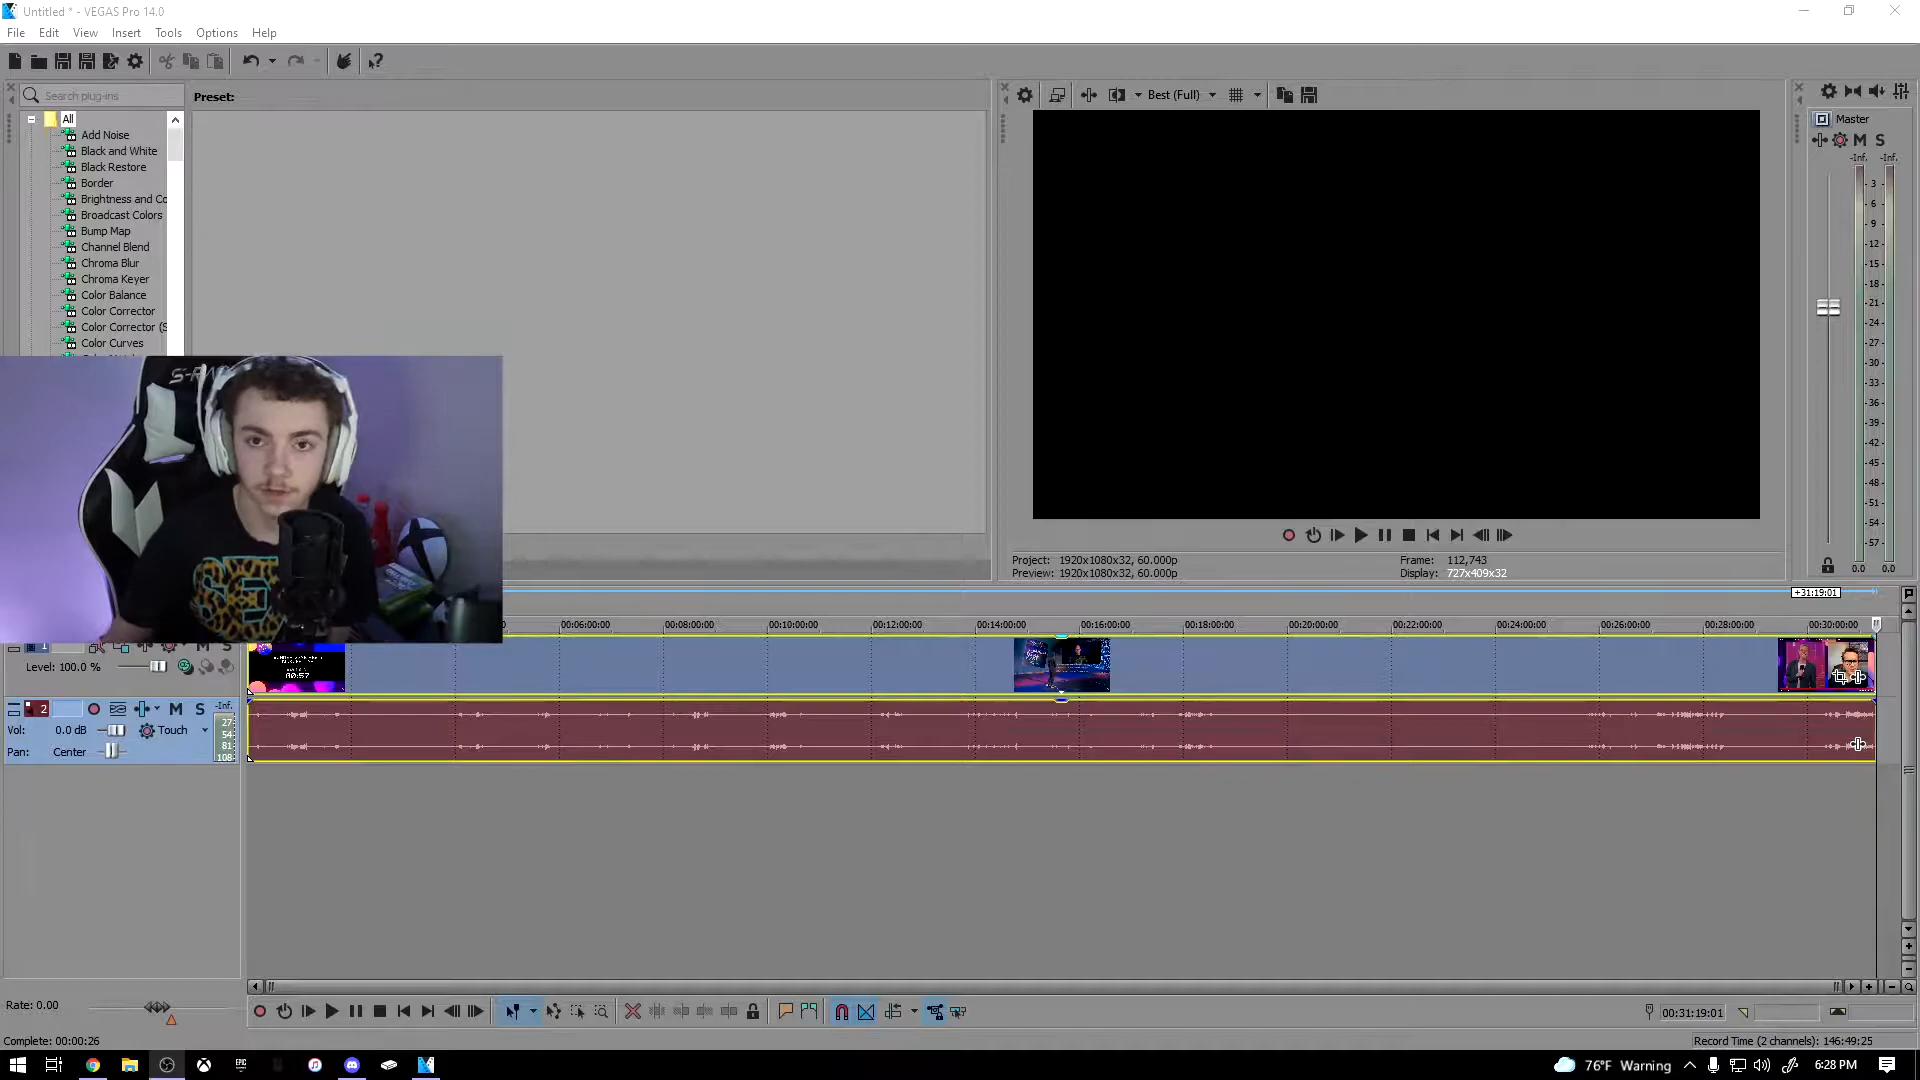 Untitled * - VEGAS Pro 14.0
File Edit View Insert Tools Options Help
Search plug-ins
Preset:
Best (Full)
Master
All
Add Noise
Black and White
Black Restore
Border
Brightness and Co
Broadcast Colors
Bump Map
Channel Blend
Chroma Blur
Chroma Keyer
Color Balance
Color Corrector
Color Corrector (S
Color Curves
M S
-Inf. -Inf.
3
6
9
12
15
18
21
24
27
30
33
36
39
42
45
48
51
54
57
0.0 0.0
Project: 1920x1080x32, 60.000p
Frame: 112,743
Preview: 1920x1080x32, 60.000p
Display: 727x409x32
+31:19:01
00:06:00:00 00:08:00:00 00:10:00:00 00:12:00:00 00:14:00:00 00:16:00:00 00:18:00:00 00:20:00:00 00:22:00:00 00:24:00:00 00:26:00:00 00:28:00:00 00:30:00:00
Level: 100.0 %
00:57
2 M S -Inf.
Vol: 0.0 dB Touch
Pan: Center
27
54
81
108
Rate: 0.00
00:31:19:01
Complete: 00:00:26
Record Time (2 channels): 146:49:25
EPIC
76°F Warning
6:28 PM